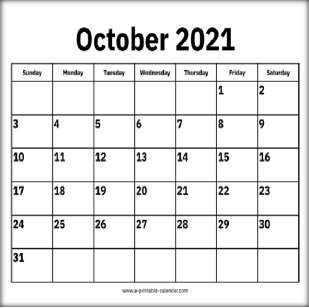 October 2021
Sunday Monday Tuesday Wednesday Thursday Friday Saturday
1 2
3 4 5 6 7 8 9
10 11 12 13 14 15 16
17 18 19 20 21 22 23
24 25 26 27 28 29 30
31
www.a-printable-calendar.com